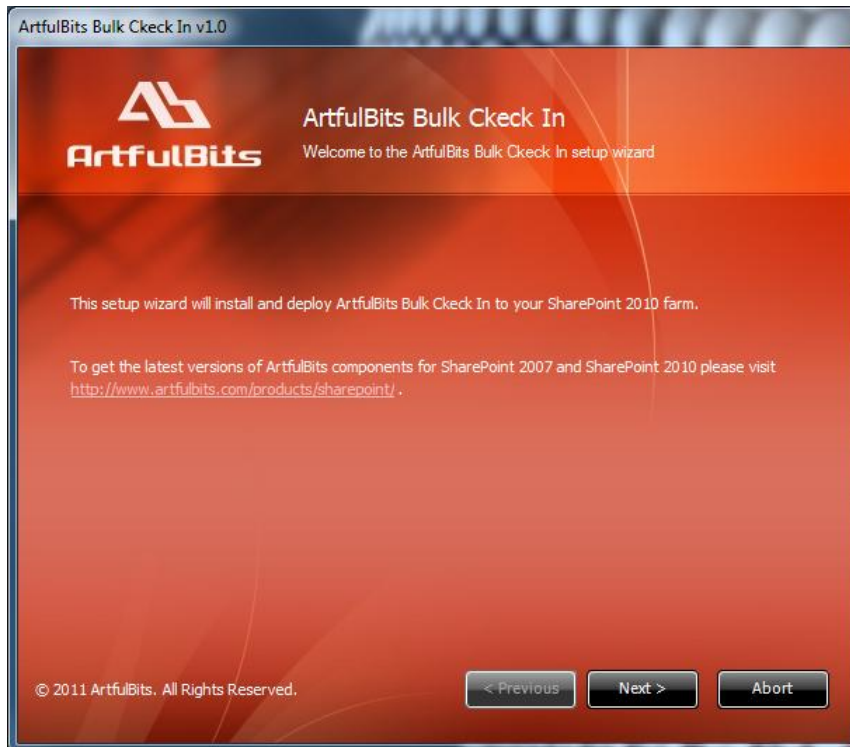 ArtfulBits Bulk Ckeck In v1.0
ArtfulBits
ArtfulBits Bulk Ckeck In
Welcome to the ArtfulBits Bulk Ckeck In setup wizard
This setup wizard will install and deploy ArtfulBits Bulk Ckeck In to your SharePoint 2010 farm.
To get the latest versions of ArtfulBits components for SharePoint 2007 and SharePoint 2010 please visit
http://www.artfulbits.com/products/sharepoint/ .
© 2011 ArtfulBits. All Rights Reserved.
< Previous
Next >
Abort